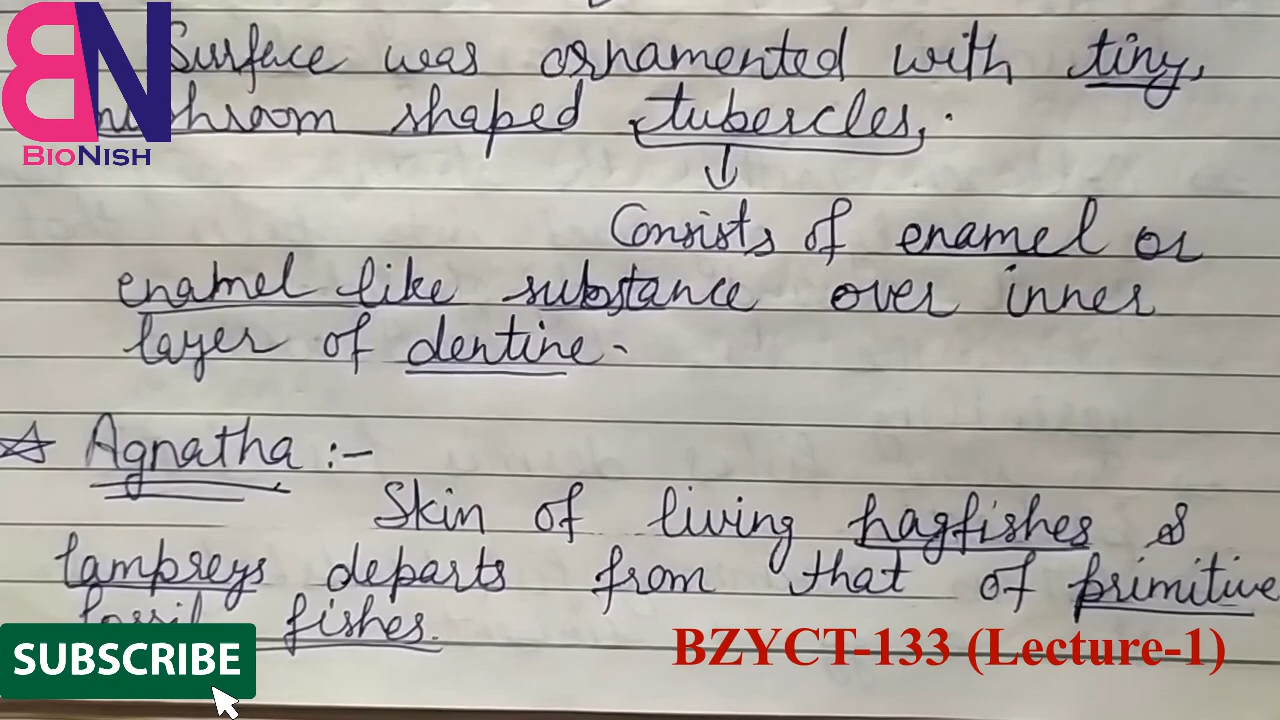 BN
BioNish
Surface was ornamented with tiny,
mushroom shaped tubercles,.
Consists of enamel or
enamel like substance over inner
layer of dentine.
Agnatha :-
Skin of living hagfishes &
lampreys departs from that of primitive
fossil fishes.
BZYCT-133 (Lecture-1)
SUBSCRIBE